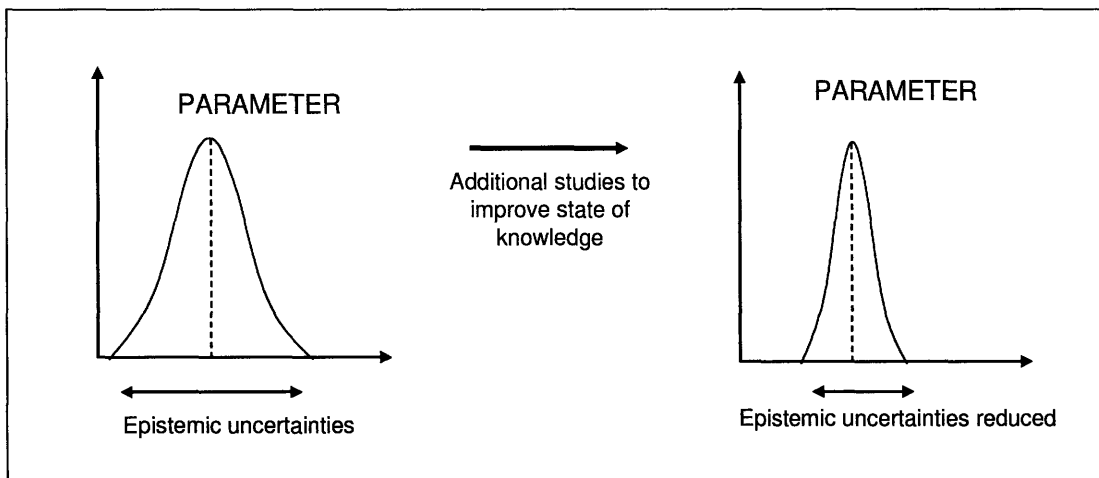 PARAMETER
Epistemic uncertainties
Additional studies to
improve state of
knowledge
PARAMETER
Epistemic uncertainties reduced